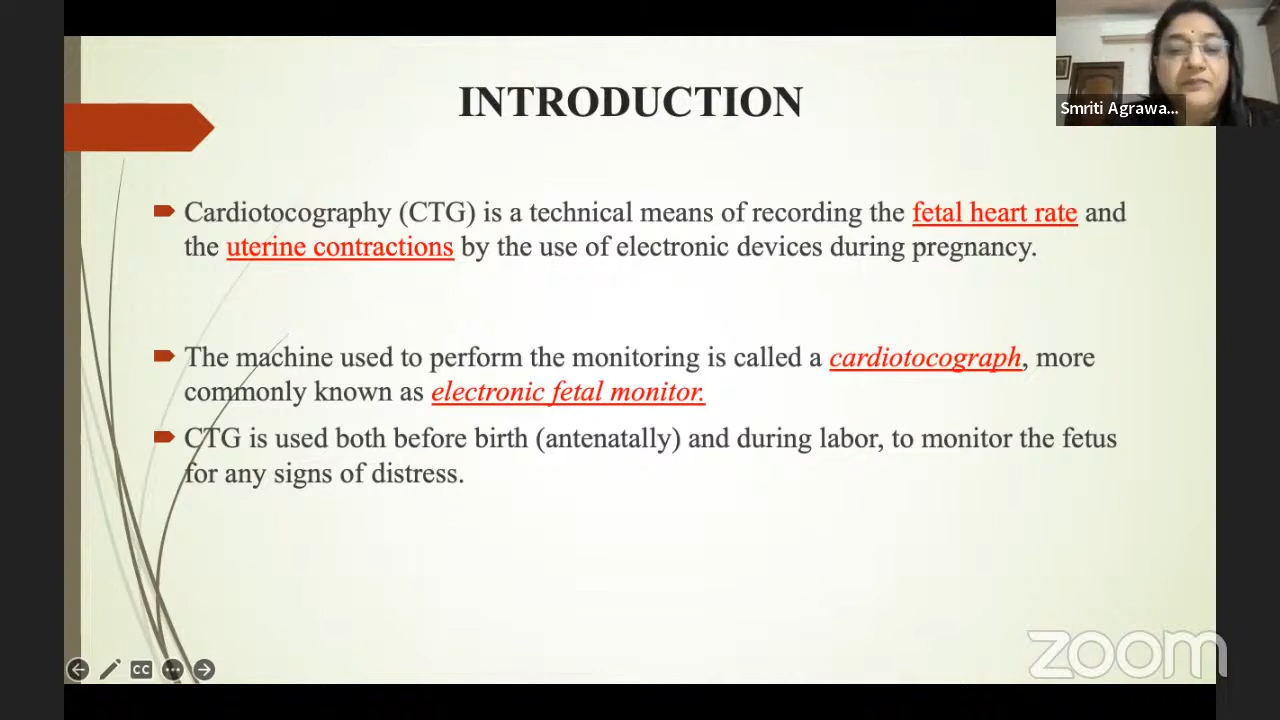 INTRODUCTION
Smriti Agrawa...
Cardiotocography (CTG) is a technical means of recording the fetal heart rate and
the uterine contractions by the use of electronic devices during pregnancy.
The machine used to perform the monitoring is called a cardiotocograph, more
commonly known as electronic fetal monitor.
CTG is used both before birth (antenatally) and during labor, to monitor the fetus
for any signs of distress.
CC
zoom